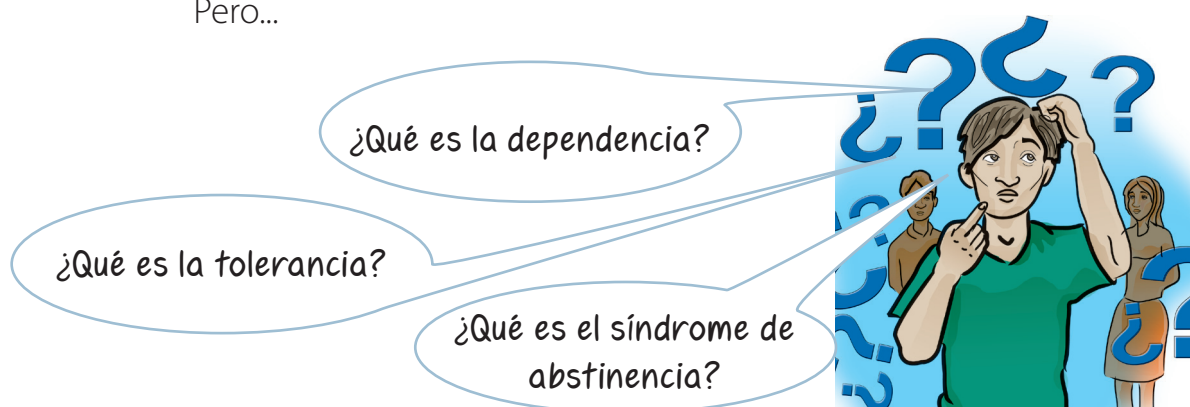 Pero...
¿Qué es la dependencia?
¿Qué es la tolerancia?
¿Qué es el síndrome de
abstinencia?